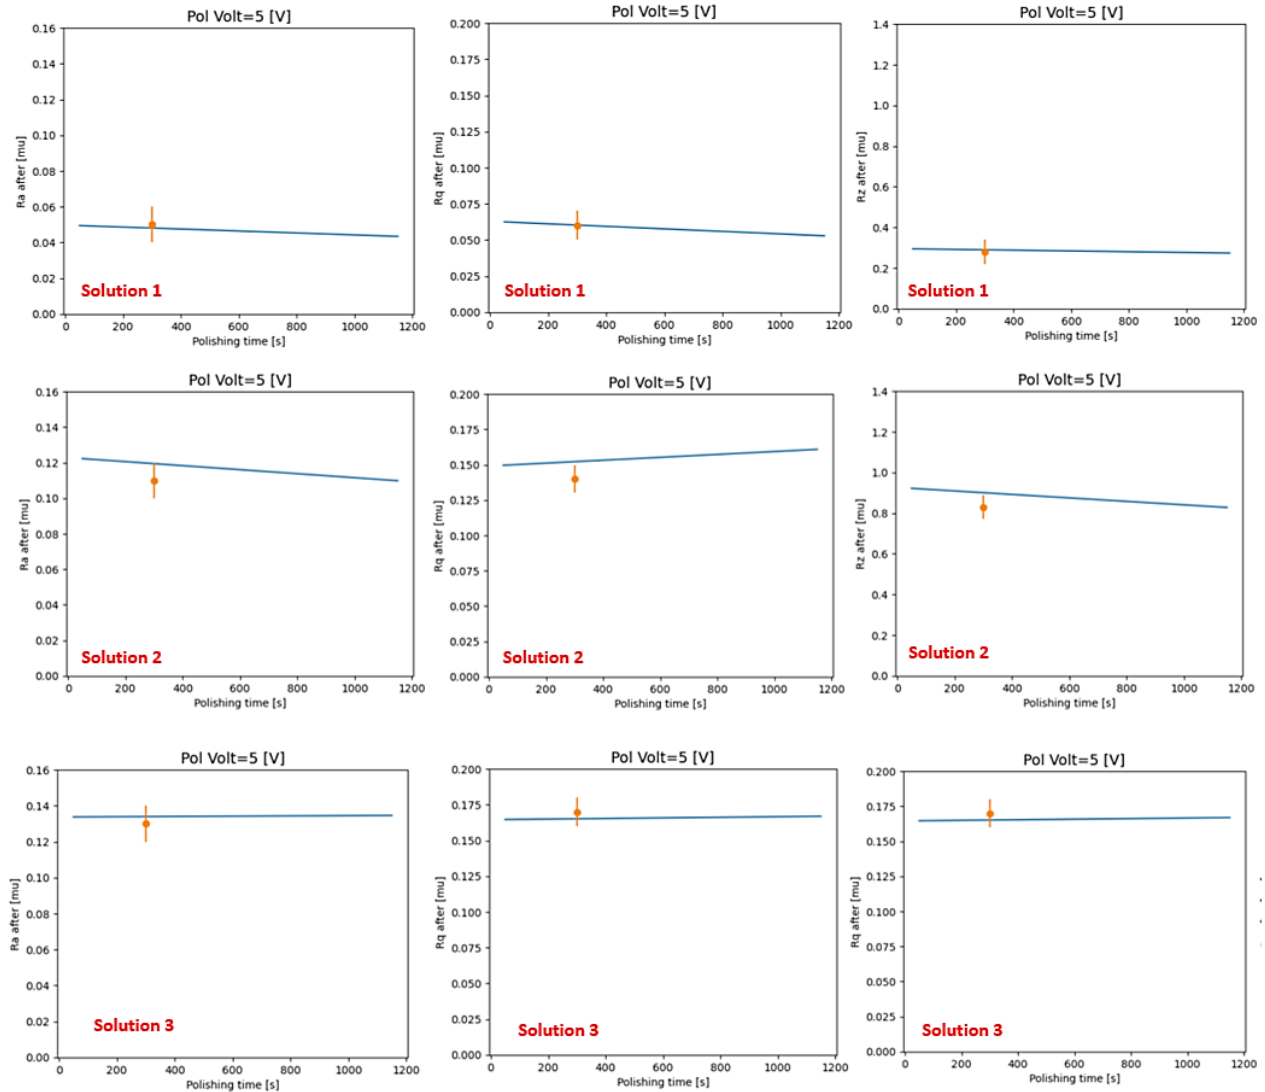 Pol Volt=5 [V]
0.16
0.14
0.12
0.10
0.08
0.06
0.04
0.02
0.00
Ra after [mu]
Solution 1
0 200 400 600 800 1000 1200
Polishing time [s]
Pol Volt=5 [V]
0.200
0.175
0.150
0.125
0.100
0.075
0.050
0.025
0.000
Rq after [mu]
Solution 1
0 200 400 600 800 1000 1200
Polishing time [s]
Pol Volt=5 [V]
1.4
1.2
1.0
0.8
0.6
0.4
0.2
0.0
Rz after [mu]
Solution 1
0 200 400 600 800 1000 1200
Polishing time [s]
Pol Volt=5 [V]
0.16
0.14
0.12
0.10
0.08
0.06
0.04
0.02
0.00
Ra after [mu]
Solution 2
0 200 400 600 800 1000 1200
Polishing time [s]
Pol Volt=5 [V]
0.200
0.175
0.150
0.125
0.100
0.075
0.050
0.025
0.000
Rq after [mu]
Solution 2
0 200 400 600 800 1000 1200
Polishing time [s]
Pol Volt=5 [V]
1.4
1.2
1.0
0.8
0.6
0.4
0.2
0.0
Rz after [mu]
Solution 2
0 200 400 600 800 1000 1200
Polishing time [s]
Pol Volt=5 [V]
0.16
0.14
0.12
0.10
0.08
0.06
0.04
0.02
0.00
Ra after [mu]
Solution 3
0 200 400 600 800 1000 1200
Polishing time [s]
Pol Volt=5 [V]
0.200
0.175
0.150
0.125
0.100
0.075
0.050
0.025
0.000
Rq after [mu]
Solution 3
0 200 400 600 800 1000 1200
Polishing time [s]
Pol Volt=5 [V]
0.200
0.175
0.150
0.125
0.100
0.075
0.050
0.025
0.000
Rq after [mu]
Solution 3
0 200 400 600 800 1000 1200
Polishing time [s]